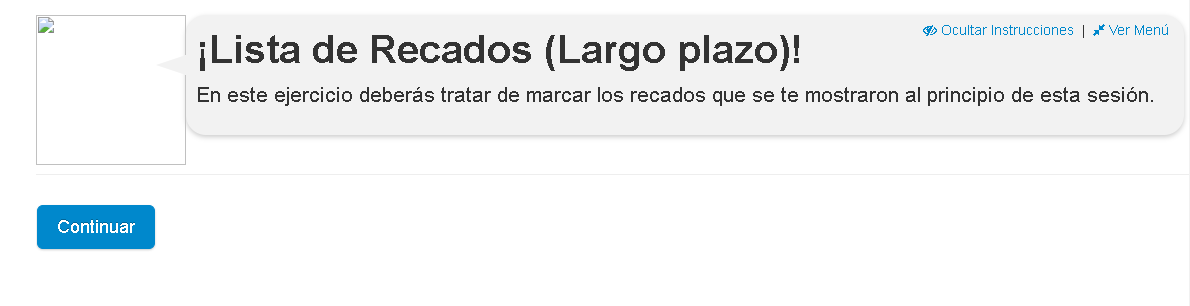 Ocultar Instrucciones | Ver Menú
¡Lista de Recados (Largo plazo)!
En este ejercicio deberás tratar de marcar los recados que se te mostraron al principio de esta sesión.
Continuar